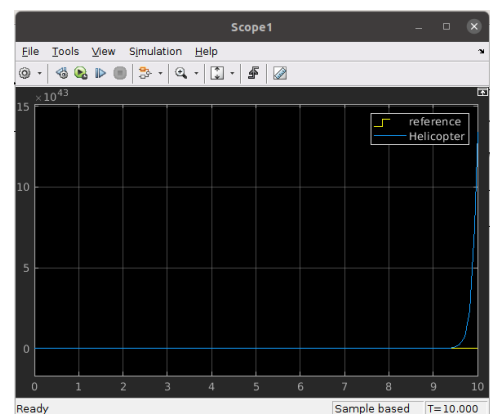 Scope1
File Tools View Simulation Help
×10^43
15
reference
Helicopter
10
5
0
0 1 2 3 4 5 6 7 8 9 10
Ready Sample based T=10.000